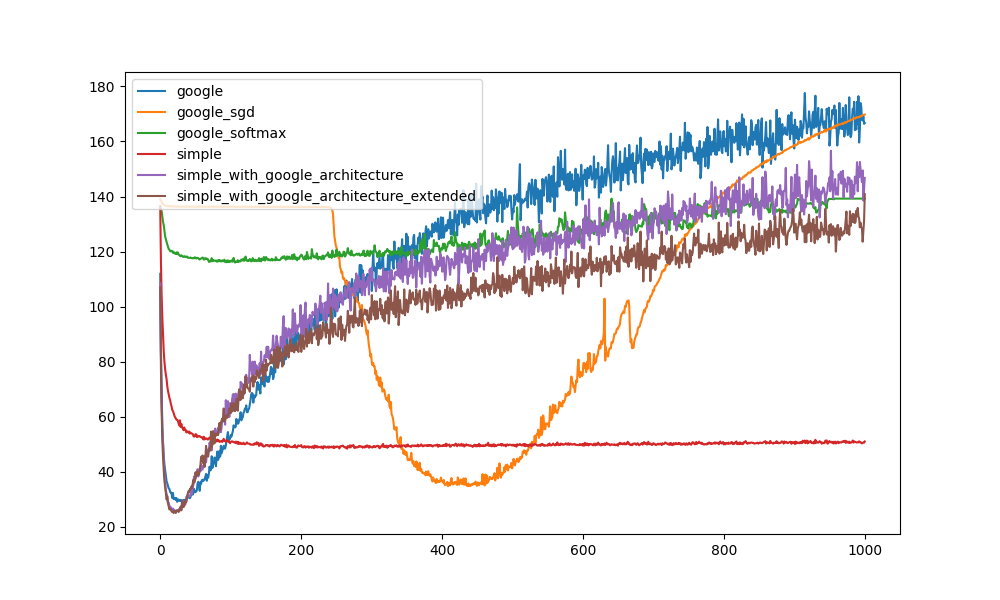 180
160
140
120
100
80
60
40
20
google
google_sgd
google_softmax
simple
simple_with_google_architecture
simple_with_google_architecture_extended
0 200 400 600 800 1000